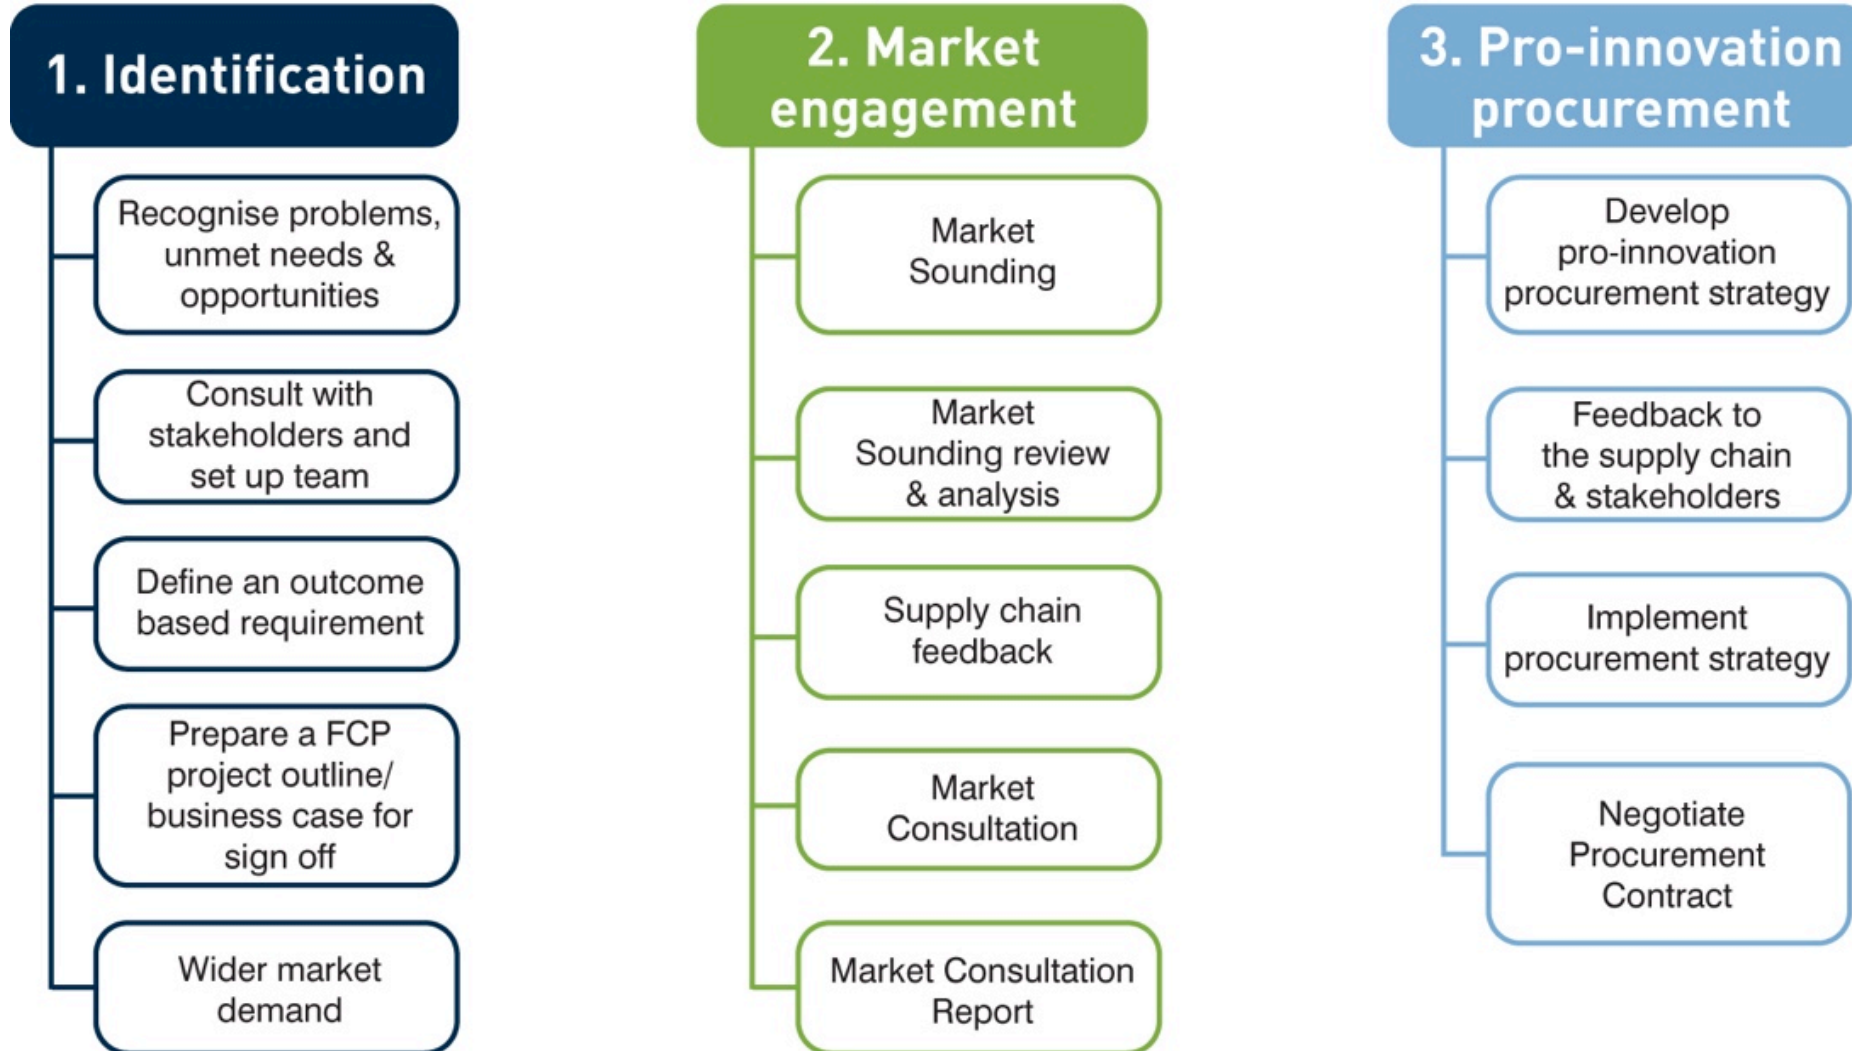 1. Identification
Recognise problems,
unmet needs &
opportunities
Consult with
stakeholders and
set up team
Define an outcome
based requirement
Prepare a FCP
project outline/
business case for
sign off
Wider market
demand
2. Market
engagement
Market
Sounding
Market
Sounding review
& analysis
Supply chain
feedback
Market
Consultation
Market Consultation
Report
3. Pro-innovation
procurement
Develop
pro-innovation
procurement strategy
Feedback to
the supply chain
& stakeholders
Implement
procurement strategy
Negotiate
Procurement
Contract